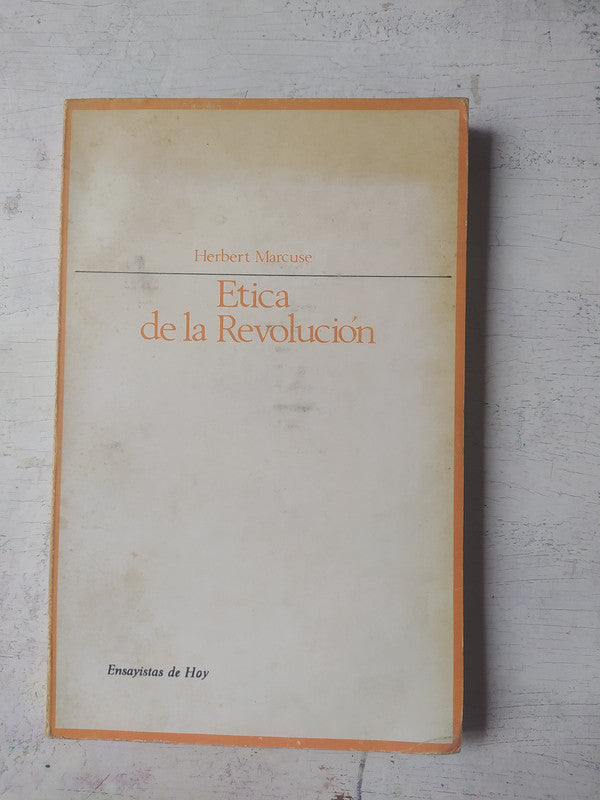 Herbert Marcuse
Etica
de la Revolución
Ensayistas de Hoy